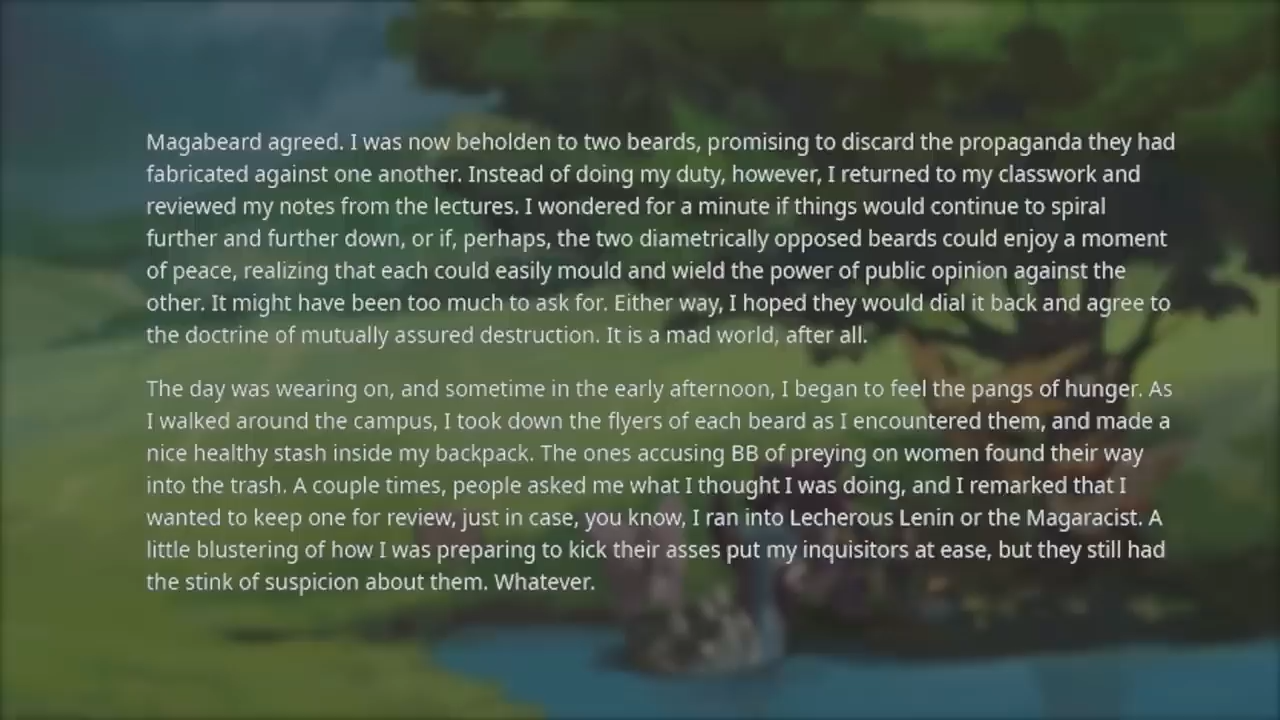 Magabeard agreed. I was now beholden to two beards, promising to discard the propaganda they had
fabricated against one another. Instead of doing my duty, however, I returned to my classwork and
reviewed my notes from the lectures. I wondered for a minute if things would continue to spiral
further and further down, or if, perhaps, the two diametrically opposed beards could enjoy a moment
of peace, realizing that each could easily mould and wield the power of public opinion against the
other. It might have been too much to ask for. Either way, I hoped they would dial it back and agree to
the doctrine of mutually assured destruction. It is a mad world, after all.
The day was wearing on, and sometime in the early afternoon, I began to feel the pangs of hunger. As
I walked around the campus, I took down the flyers of each beard as I encountered them, and made a
nice healthy stash inside my backpack. The ones accusing BB of preying on women found their way
into the trash. A couple times, people asked me what I thought I was doing, and I remarked that I
wanted to keep one for review, just in case, you know, I ran into Lecherous Lenin or the Magaracist. A
little blustering of how I was preparing to kick their asses put my inquisitors at ease, but they still had
the stink of suspicion about them. Whatever.